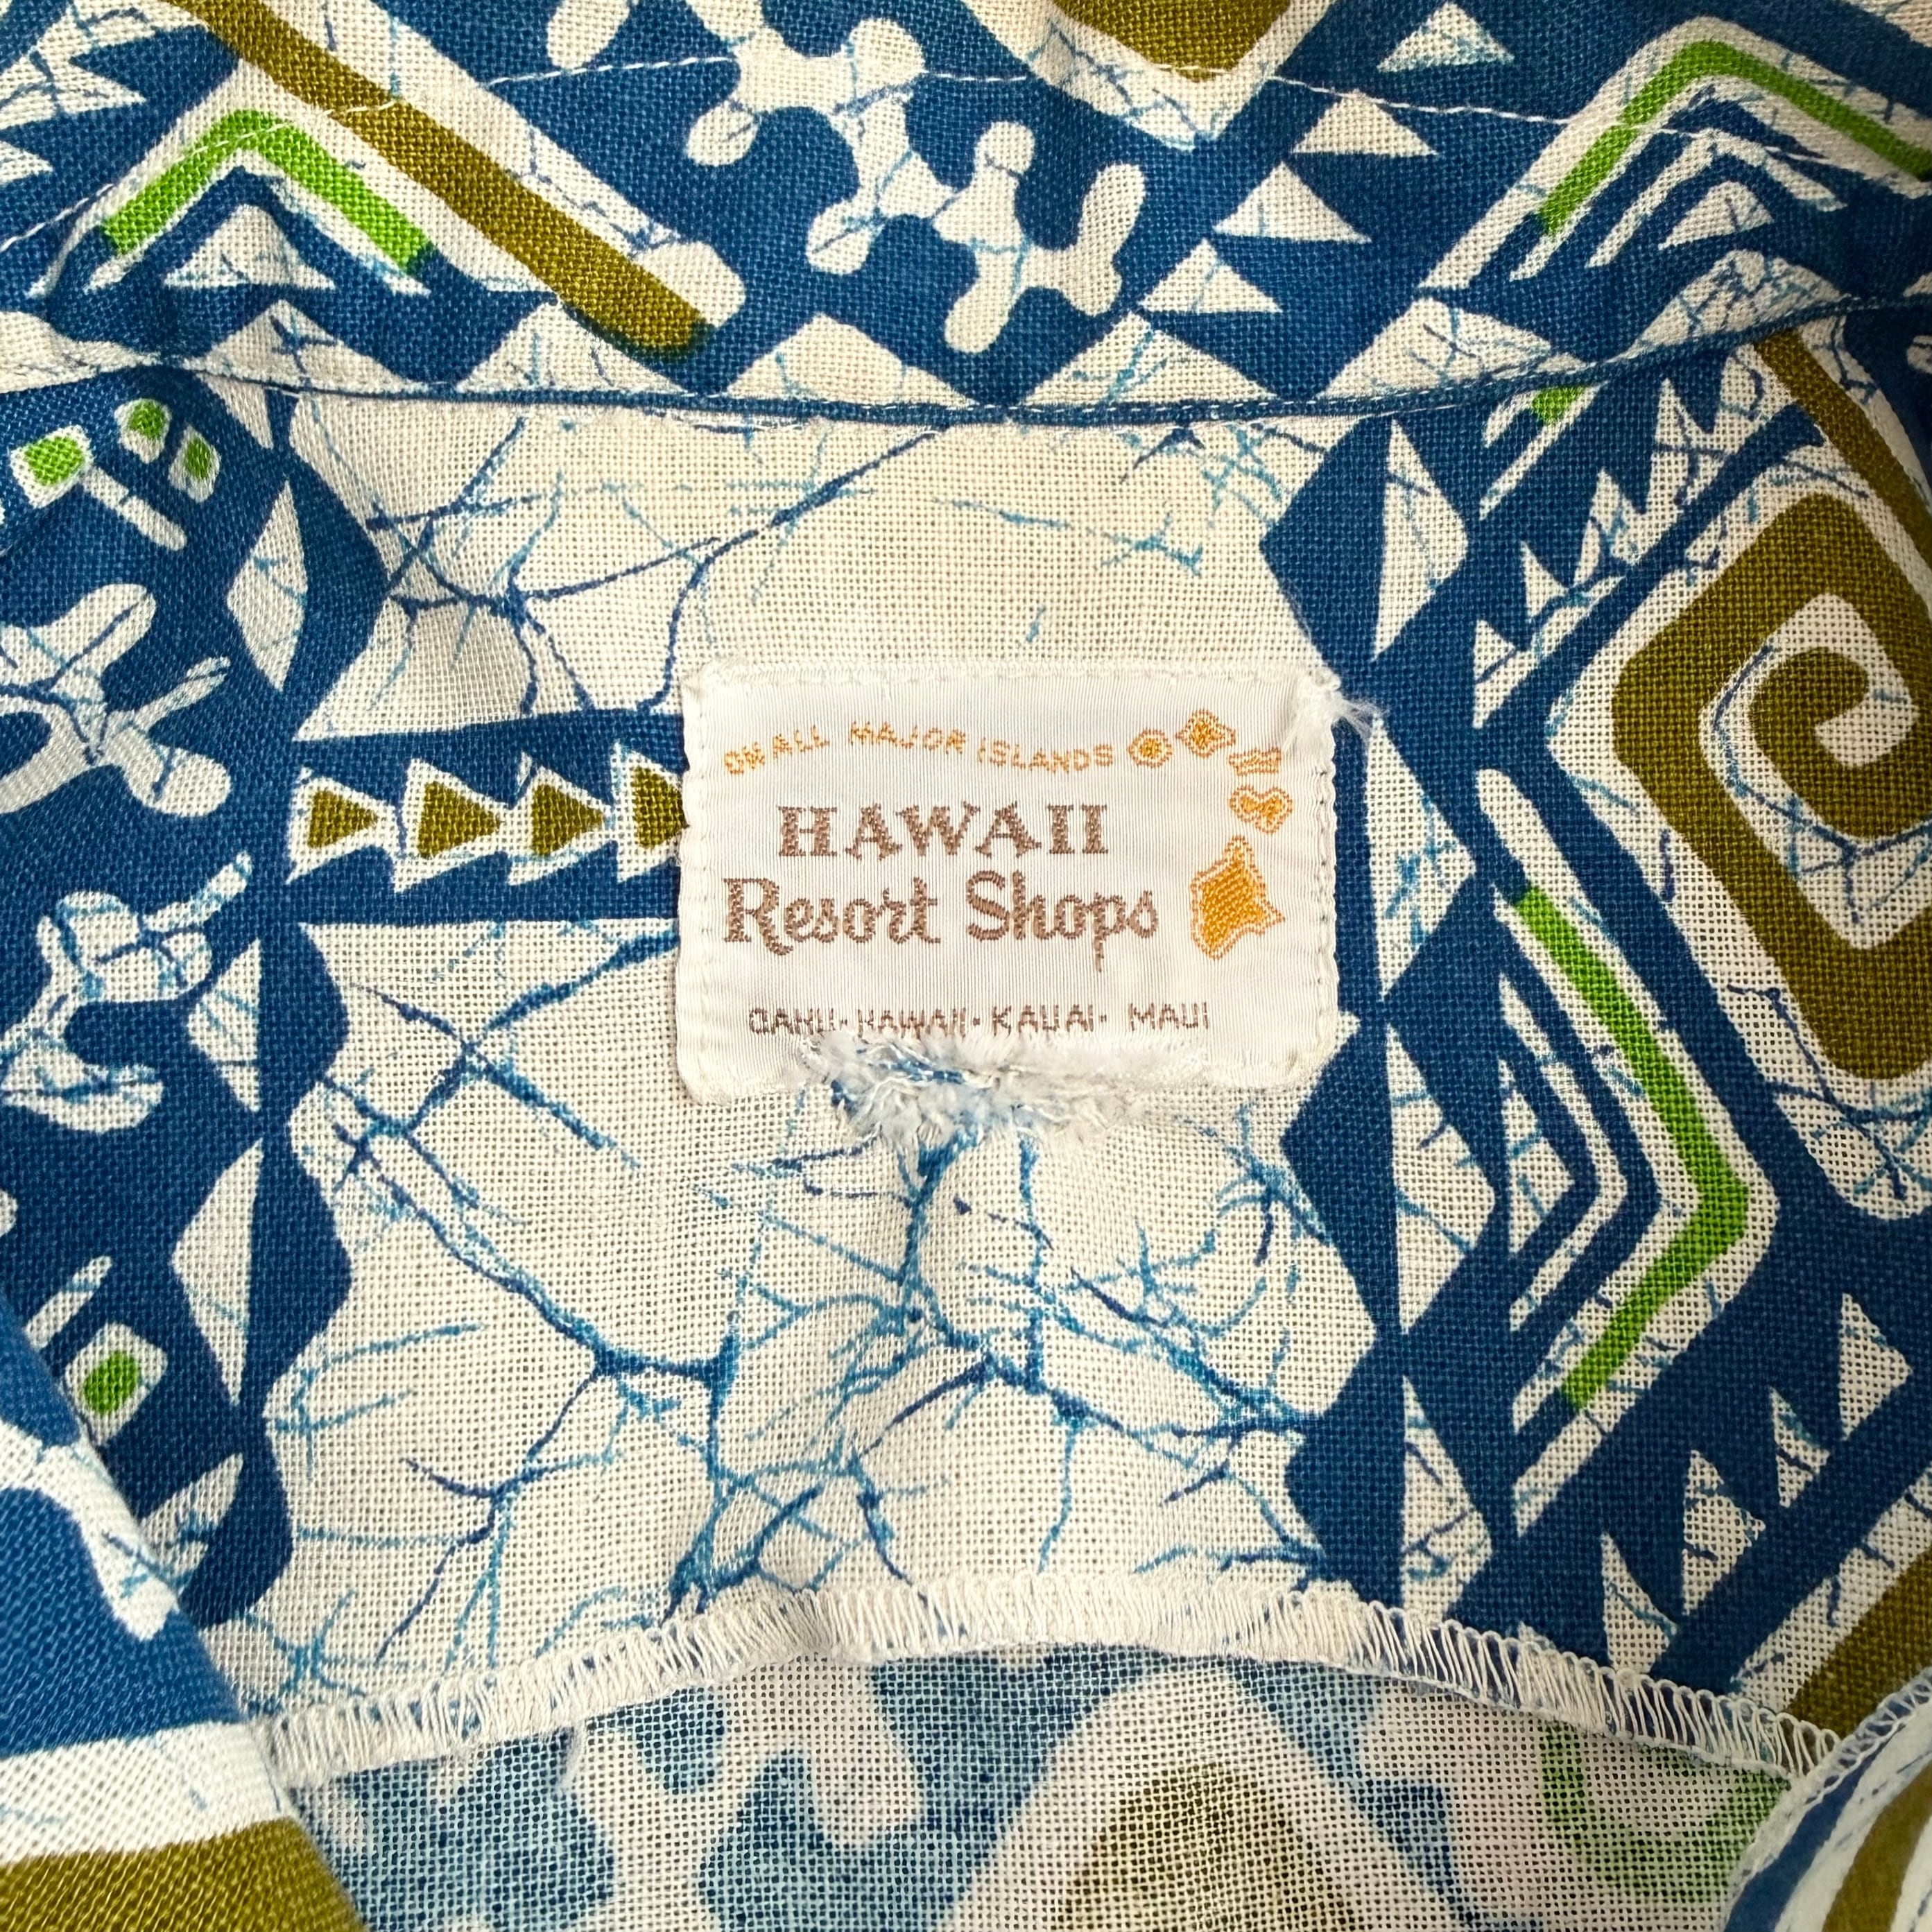 ON ALL MAJOR ISLANDS
HAWAII
Resort Shops
OAHU · HAWAII · KAUAI · MAUI